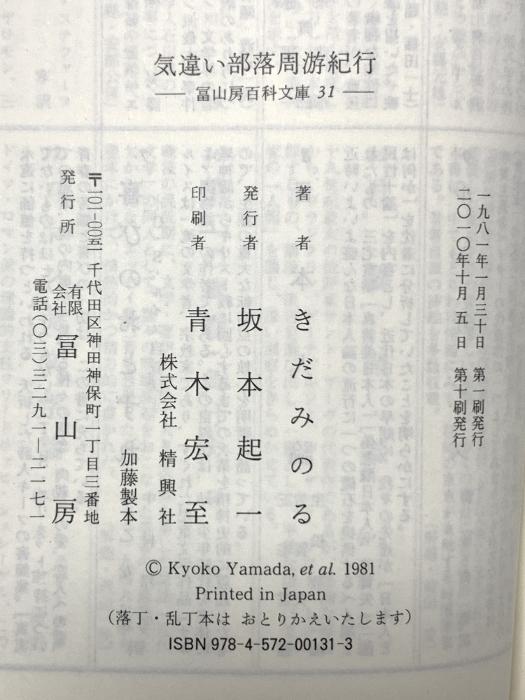 気違い部落周游紀行
― 冨山房百科文庫 31 ―
一九八一年一月三十日 第一刷発行
二〇一〇年十月五日 第十刷発行
著者 きだみのる
発行者 坂本起一
印刷者 青木宏至
株式会社 精興社
加藤製本
〒一〇一-〇〇五一 千代田区神田神保町一丁目三番地
発行所 有限会社 冨山房
電話(〇三)三二九一―二一七一
© Kyoko Yamada, et al. 1981
Printed in Japan
(落丁・乱丁本は おとりかえいたします)
ISBN 978-4-572-00131-3